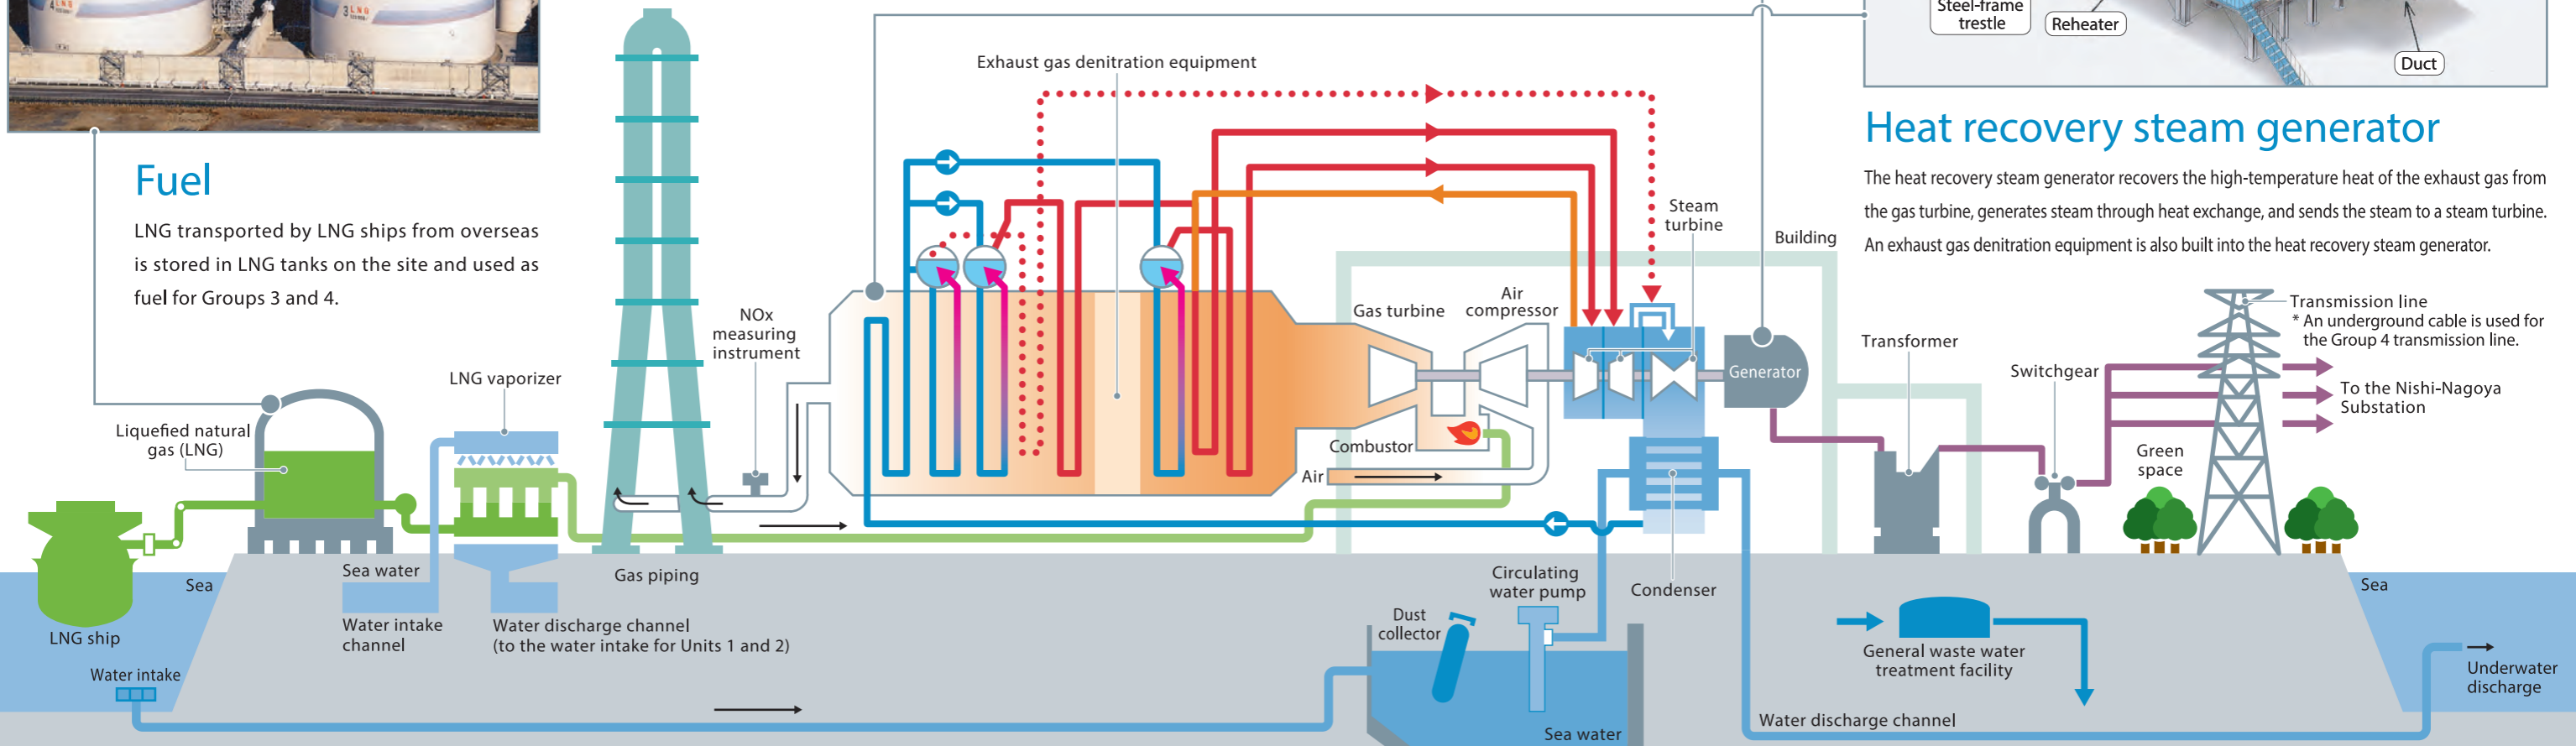 4 LNG
3 LNG
Steel-frame
trestle
Reheater
Duct
Exhaust gas denitration equipment
Heat recovery steam generator
The heat recovery steam generator recovers the high-temperature heat of the exhaust gas from
the gas turbine, generates steam through heat exchange, and sends the steam to a steam turbine.
An exhaust gas denitration equipment is also built into the heat recovery steam generator.
Fuel
LNG transported by LNG ships from overseas
is stored in LNG tanks on the site and used as
fuel for Groups 3 and 4.
Steam
turbine
Building
Gas turbine
Air
compressor
NOx
measuring
instrument
Transmission line
* An underground cable is used for
the Group 4 transmission line.
Transformer
Switchgear
Generator
To the Nishi-Nagoya
Substation
LNG vaporizer
Liquefied natural
gas (LNG)
Combustor
Air
Green
space
Sea
Sea water
Gas piping
Circulating
water pump
Condenser
Sea
LNG ship
Water intake
channel
Water discharge channel
(to the water intake for Units 1 and 2)
Dust
collector
General waste water
treatment facility
Water intake
Underwater
discharge
Water discharge channel
Sea water